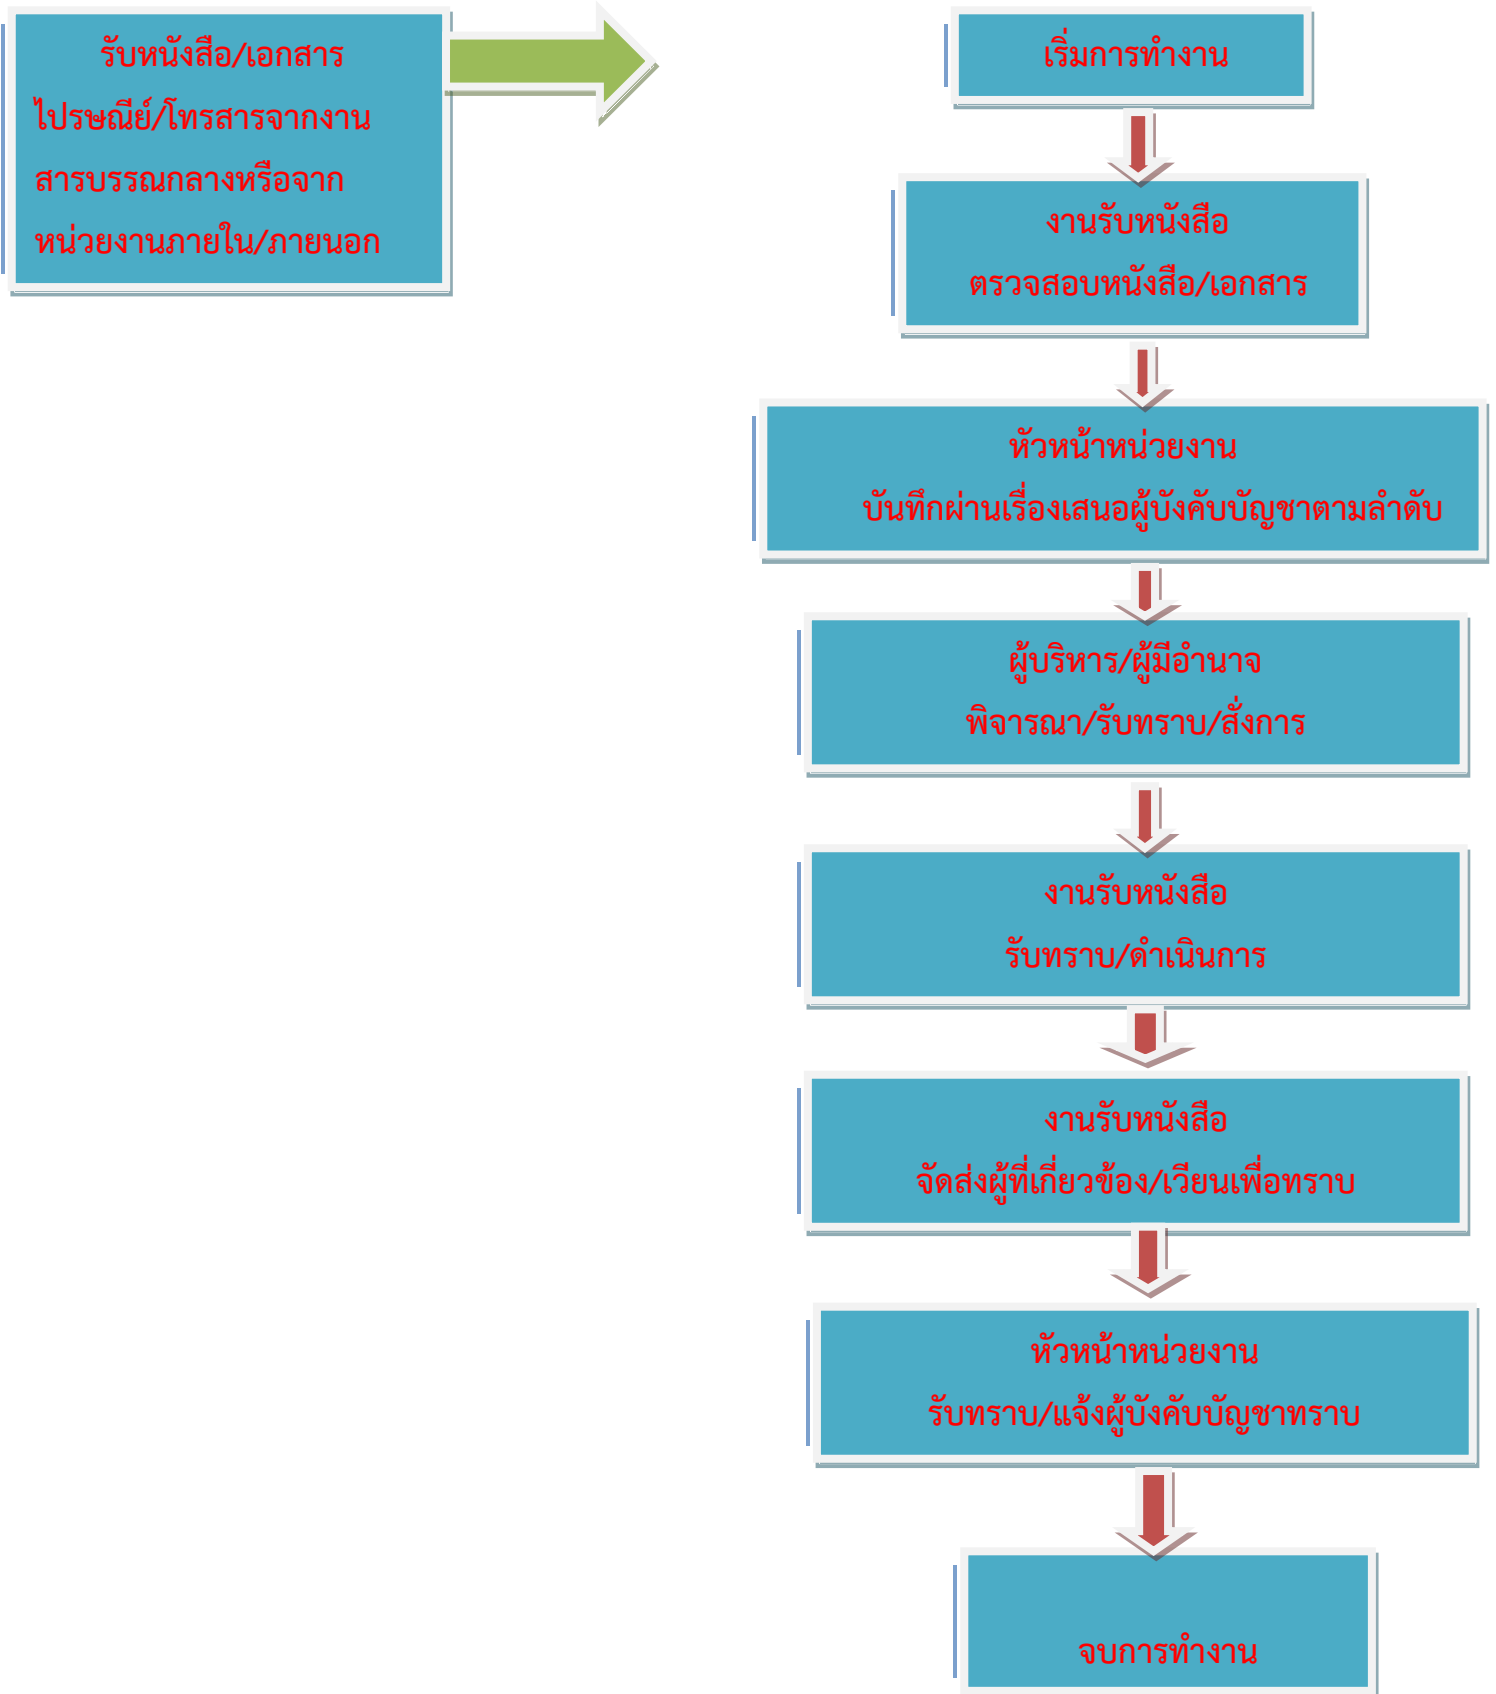 รับหนังสือ/เอกสาร
ไปรษณีย์/โทรสารจากงาน
สารบรรณกลางหรือจาก
หน่วยงานภายใน/ภายนอก
เริ่มการทำงาน
งานรับหนังสือ
ตรวจสอบหนังสือ/เอกสาร
หัวหน้าหน่วยงาน
บันทึกผ่านเรื่องเสนอผู้บังคับบัญชาตามลำดับ
ผู้บริหาร/ผู้มีอำนาจ
พิจารณา/รับทราบ/สั่งการ
งานรับหนังสือ
รับทราบ/ดำเนินการ
งานรับหนังสือ
จัดส่งผู้ที่เกี่ยวข้อง/เวียนเพื่อทราบ
หัวหน้าหน่วยงาน
รับทราบ/แจ้งผู้บังคับบัญชาทราบ
จบการทำงาน